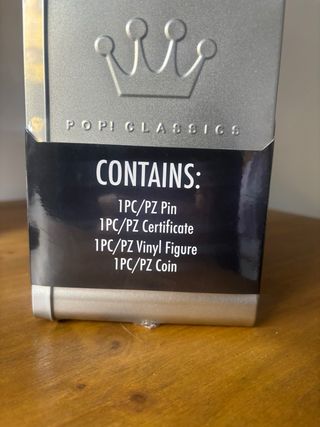 POP! CLASSICS
CONTAINS:
1PC/PZ Pin
1PC/PZ Certificate
1PC/PZ Vinyl Figure
1PC/PZ Coin